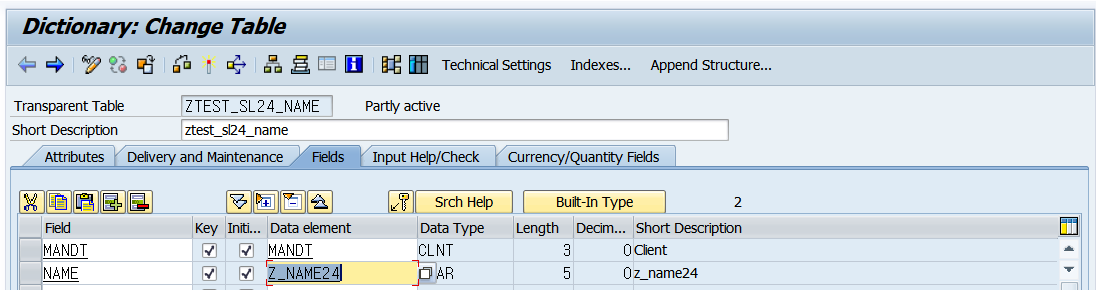 Dictionary: Change Table
Technical Settings Indexes... Append Structure...
Transparent Table ZTEST_SL24_NAME Partly active
Short Description ztest_sl24_name
Attributes Delivery and Maintenance Fields Input Help/Check Currency/Quantity Fields
Srch Help Built-In Type 2
Field Key Initi... Data element Data Type Length Decim... Short Description
MANDT MANDT CLNT 3 0 Client
NAME Z_NAME24 AR 5 0 z_name24